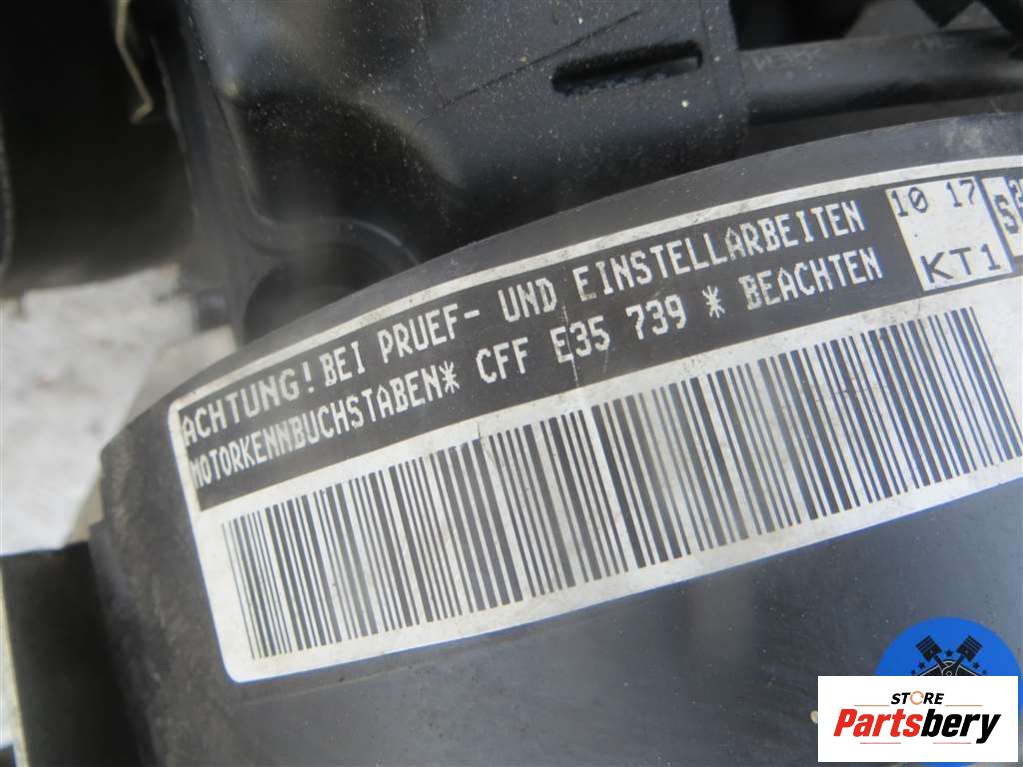 ACHTUNG! BEI PRUEF- UND EINSTELLARBEITEN
MOTORKENNBUCHSTABEN* CFF E35 739 * BEACHTEN
10 17
KT1
S
STORE
Partsbery